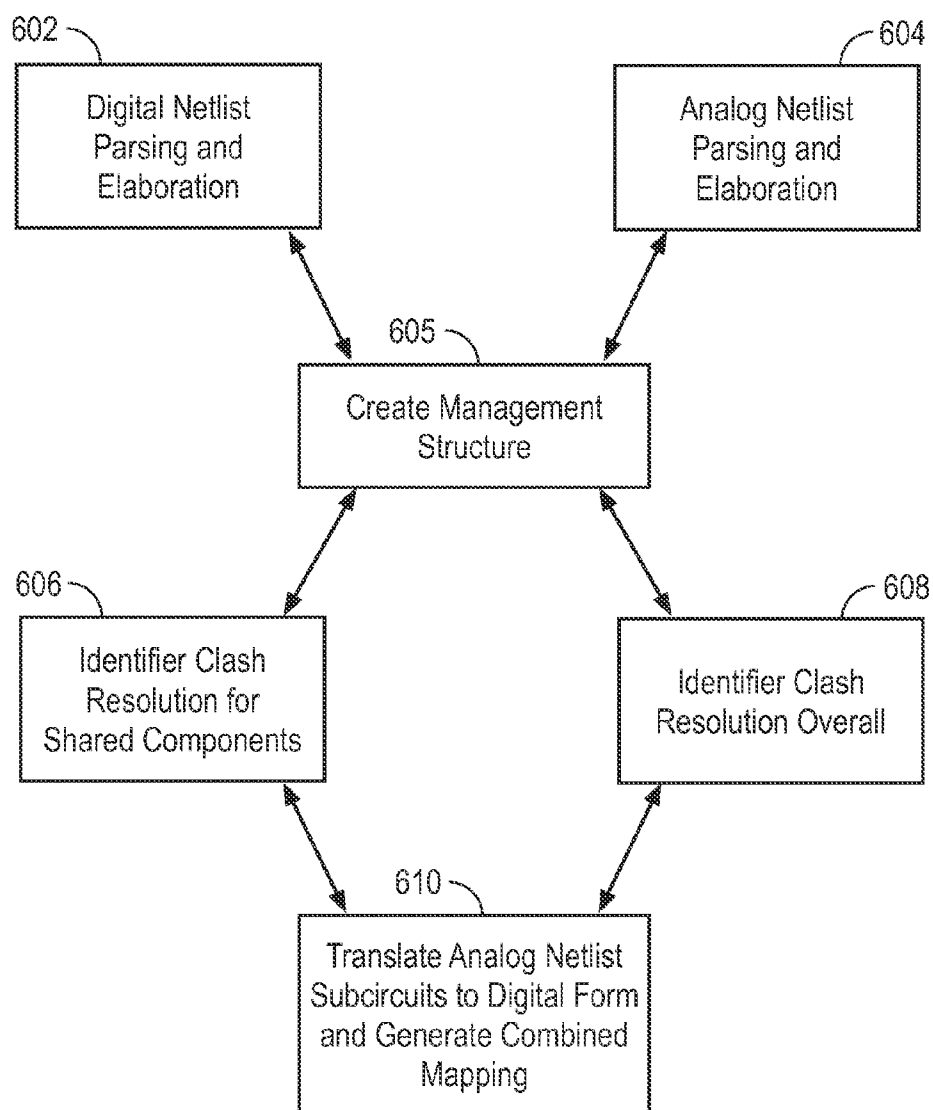 602
Digital Netlist
Parsing and
Elaboration
604
Analog Netlist
Parsing and
Elaboration
605
Create Management
Structure
606
Identifier Clash
Resolution for
Shared Components
608
Identifier Clash
Resolution Overall
610
Translate Analog Netlist
Subcircuits to Digital Form
and Generate Combined
Mapping